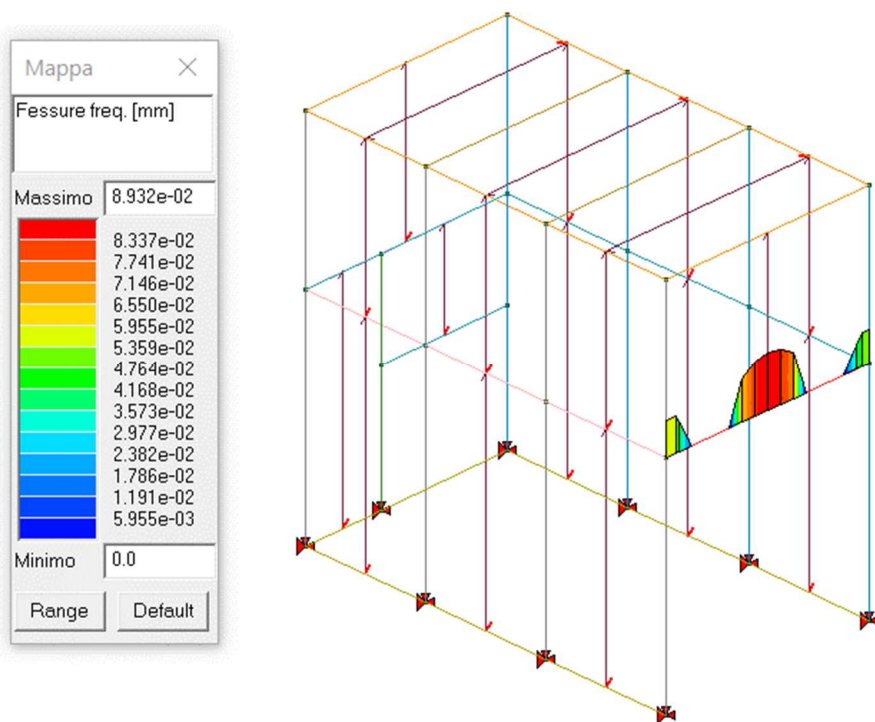 Mappa
Fessure freq. [mm]
Massimo 8.932e-02
8.337e-02
7.741e-02
7.146e-02
6.550e-02
5.955e-02
5.359e-02
4.764e-02
4.168e-02
3.573e-02
2.977e-02
2.382e-02
1.786e-02
1.191e-02
5.955e-03
Minimo 0.0
Range Default